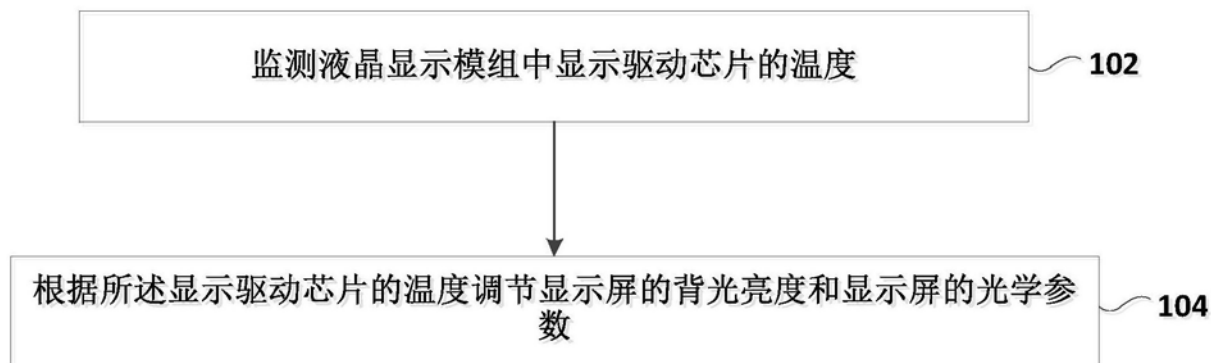 监测液晶显示模组中显示驱动芯片的温度
102
根据所述显示驱动芯片的温度调节显示屏的背光亮度和显示屏的光学参
数
104